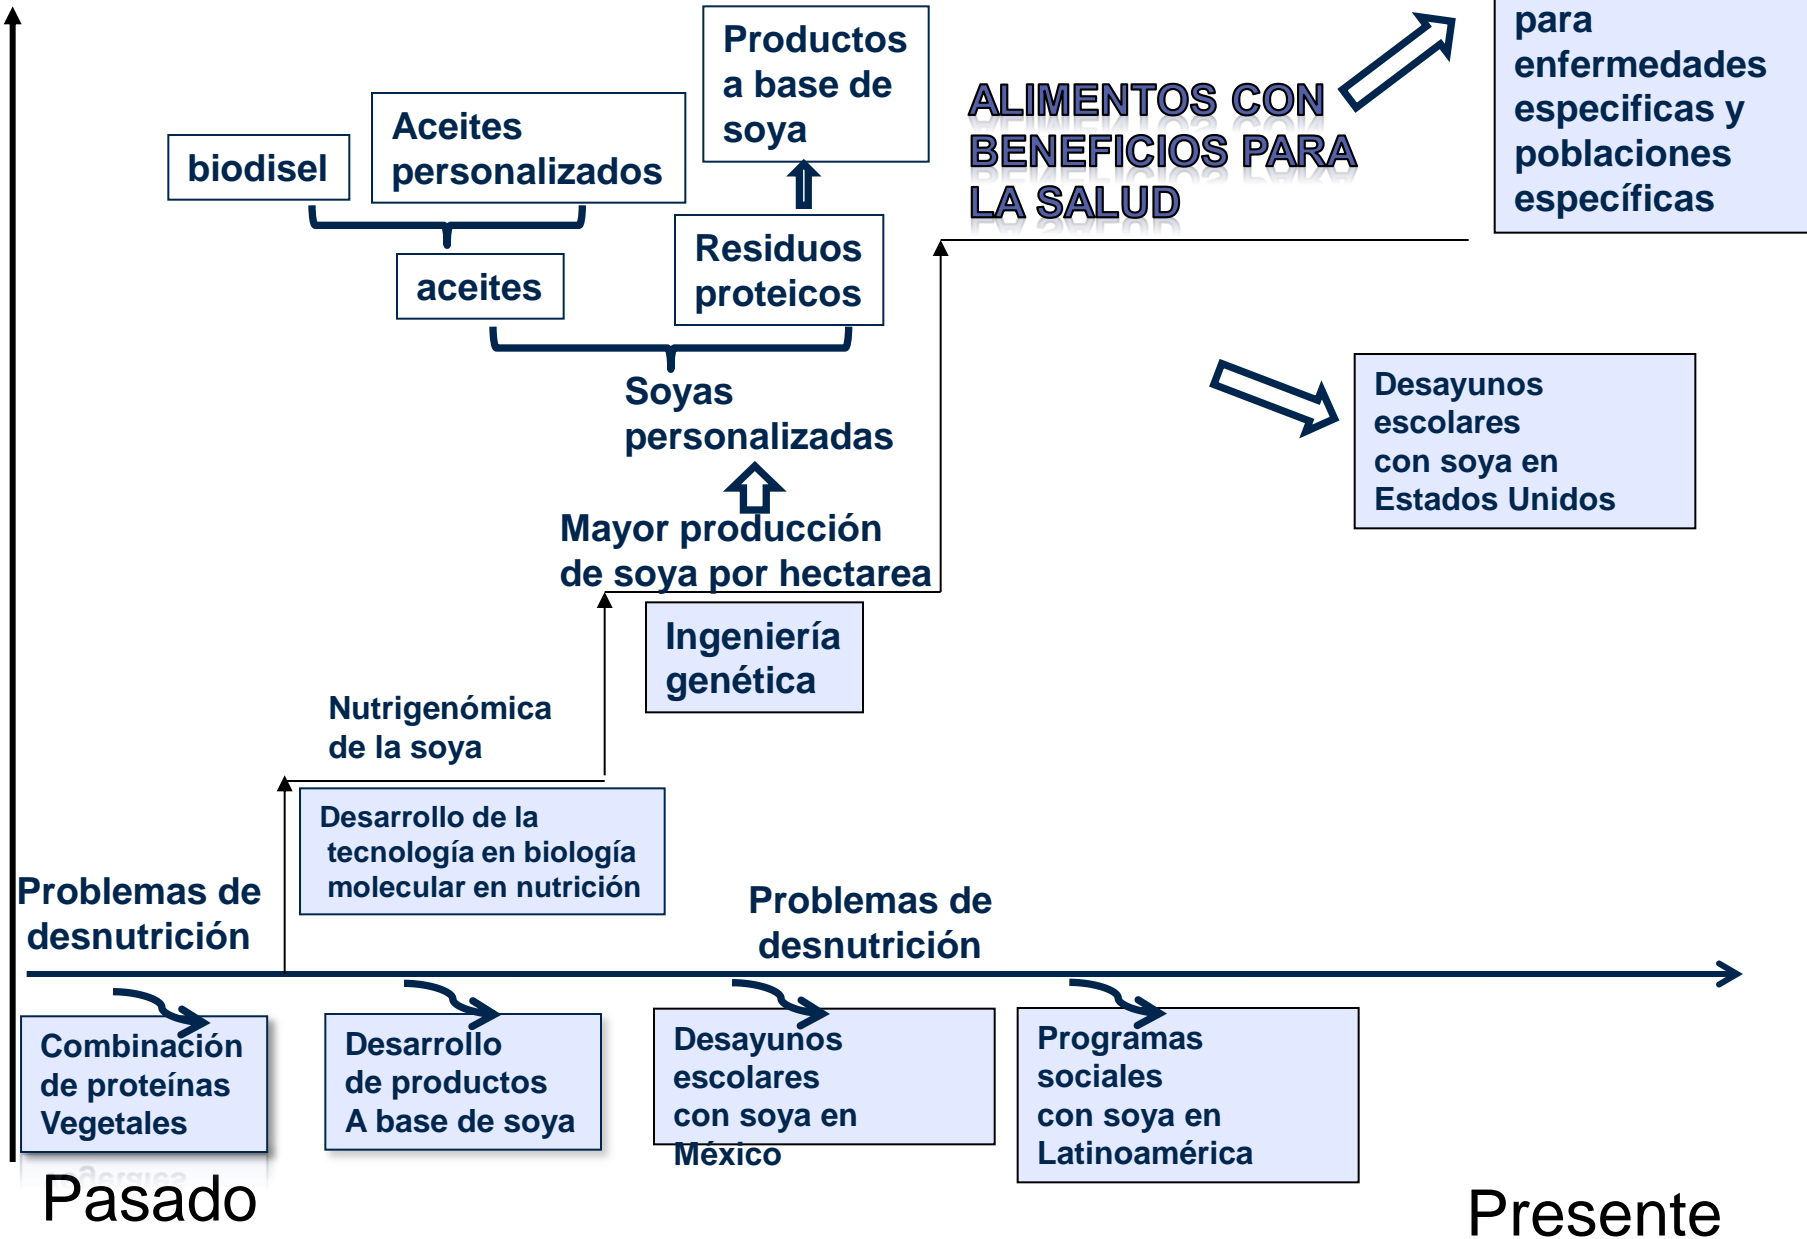 para
enfermedades
especificas y
poblaciones
específicas
Productos
a base de
soya
ALIMENTOS CON
BENEFICIOS PARA
LA SALUD
Aceites
personalizados
biodisel
aceites
Residuos
proteicos
Soyas
personalizadas
Desayunos
escolares
con soya en
Estados Unidos
Mayor producción
de soya por hectarea
Ingeniería
genética
Nutrigenómica
de la soya
Desarrollo de la
tecnología en biología
molecular en nutrición
Problemas de
desnutrición
Problemas de
desnutrición
Combinación
de proteínas
Vegetales
Desarrollo
de productos
A base de soya
Desayunos
escolares
con soya en
México
Programas
sociales
con soya en
Latinoamérica
Pasado
Presente